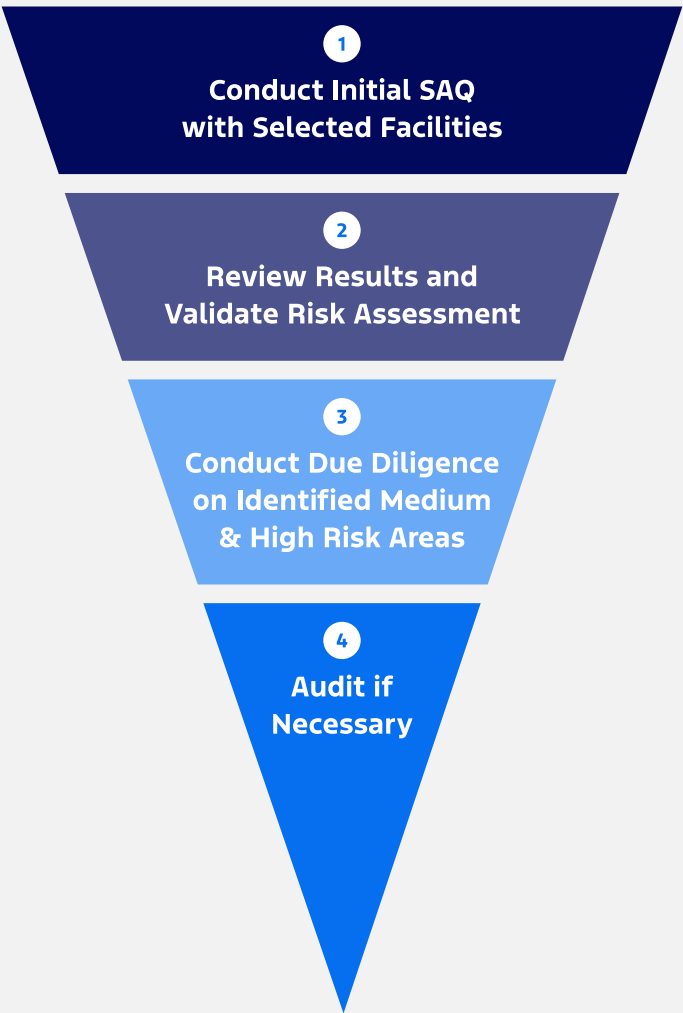 1
Conduct Initial SAQ
with Selected Facilities
2
Review Results and
Validate Risk Assessment
3
Conduct Due Diligence
on Identified Medium
& High Risk Areas
4
Audit if
Necessary